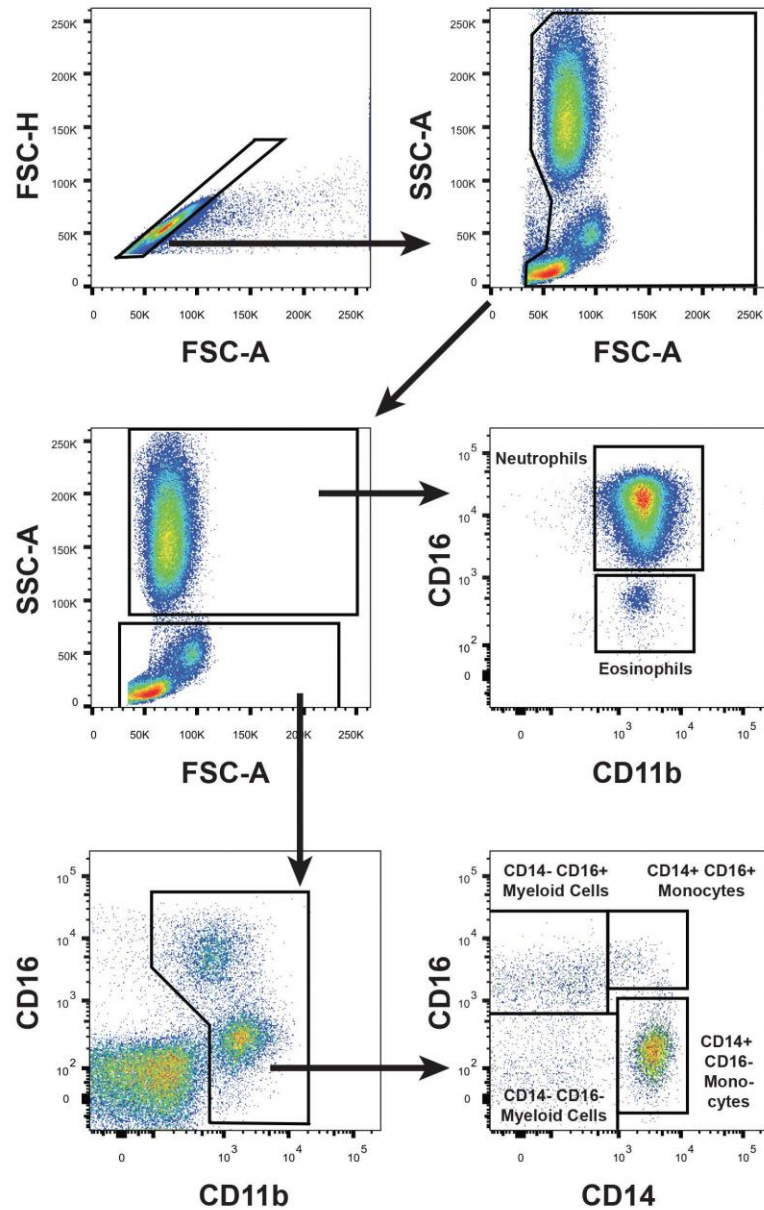 FSC-H
250K
200K
150K
100K
50K
0
0 50K 100K 150K 200K 250K
FSC-A
SSC-A
250K
200K
150K
100K
50K
0
0 50K 100K 150K 200K 250K
FSC-A
SSC-A
250K
200K
150K
100K
50K
0
0 50K 100K 150K 200K 250K
FSC-A
CD16
10^5
10^4
10^3
10^2
0
Neutrophils
Eosinophils
0 10^3 10^4 10^5
CD11b
CD16
10^5
10^4
10^3
10^2
0
0 10^3 10^4 10^5
CD11b
CD16
10^5
10^4
10^3
10^2
0
CD14- CD16+
Myeloid Cells
CD14+ CD16+
Monocytes
CD14+
CD16-
Mono-
cytes
CD14- CD16-
Myeloid Cells
0 10^3 10^4 10^5
CD14